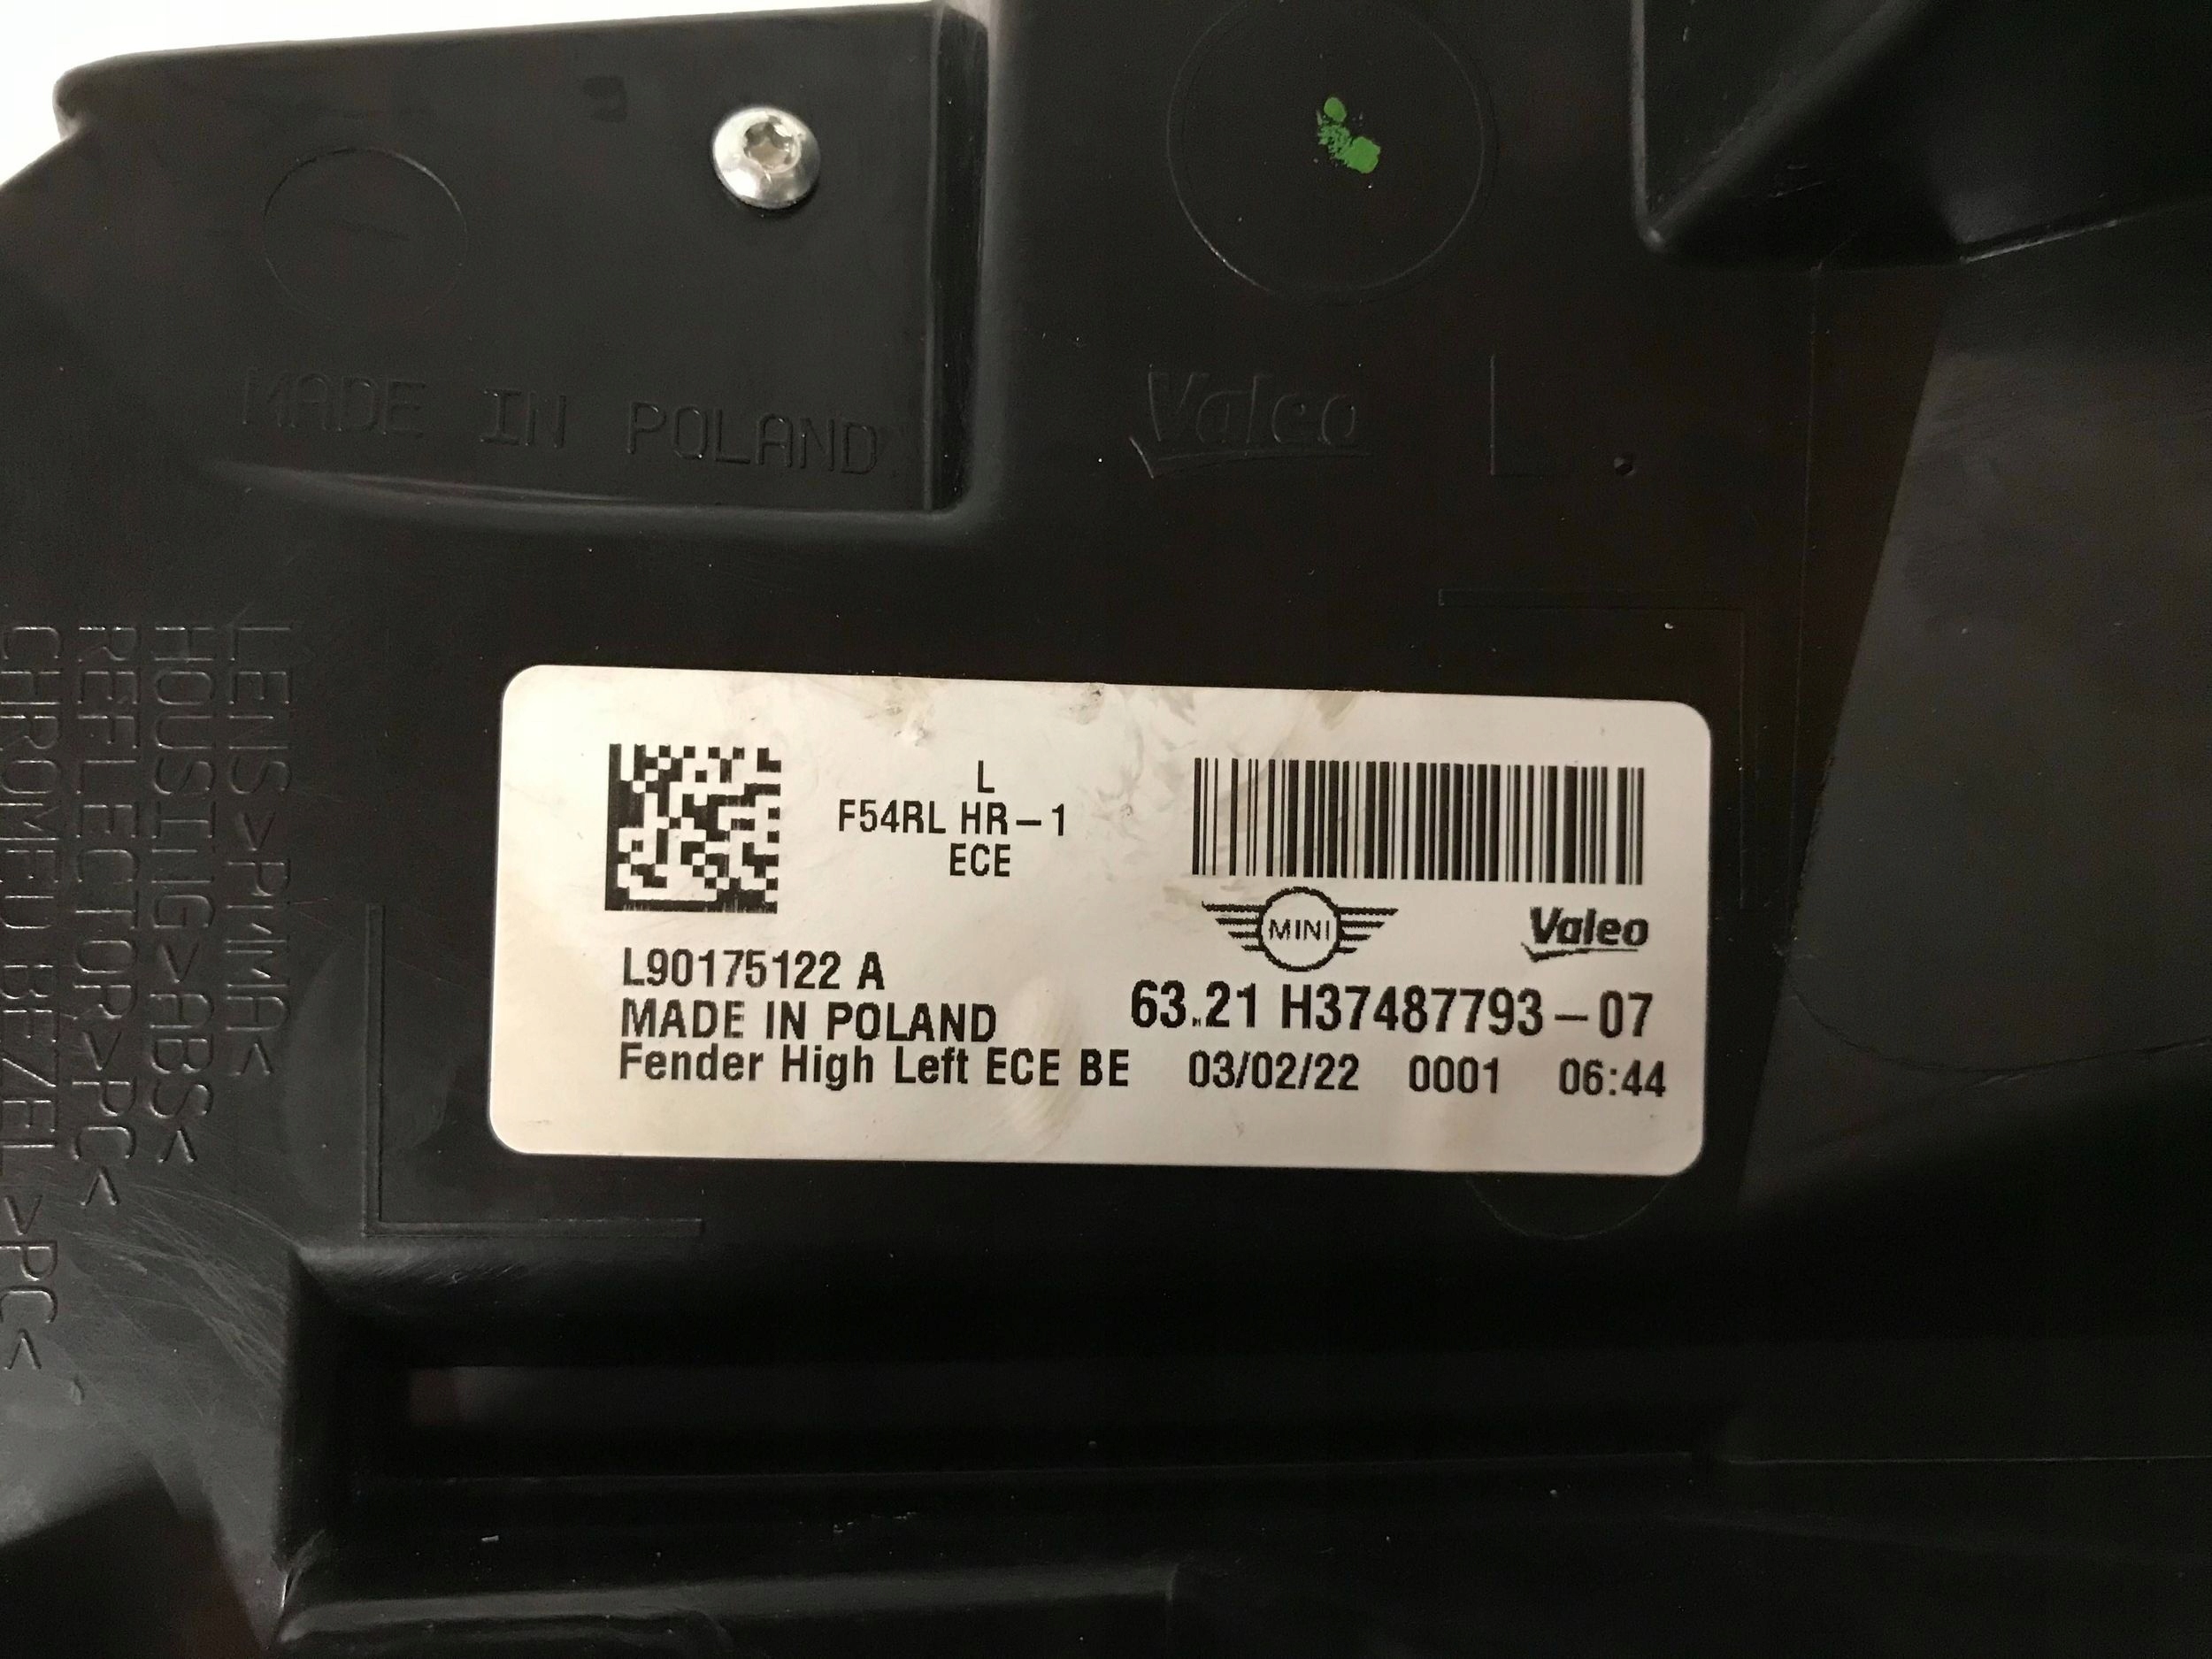 MADE IN POLAND
Valeo L.
LENS >PMMA<
HOUSING >ABS<
REFLECTOR >PC<
CHROMED BEZEL >PC<
L
F54RL HR-1
ECE
MINI
Valeo
L90175122 A
63.21 H37487793-07
MADE IN POLAND
Fender High Left ECE BE 03/02/22 0001 06:44